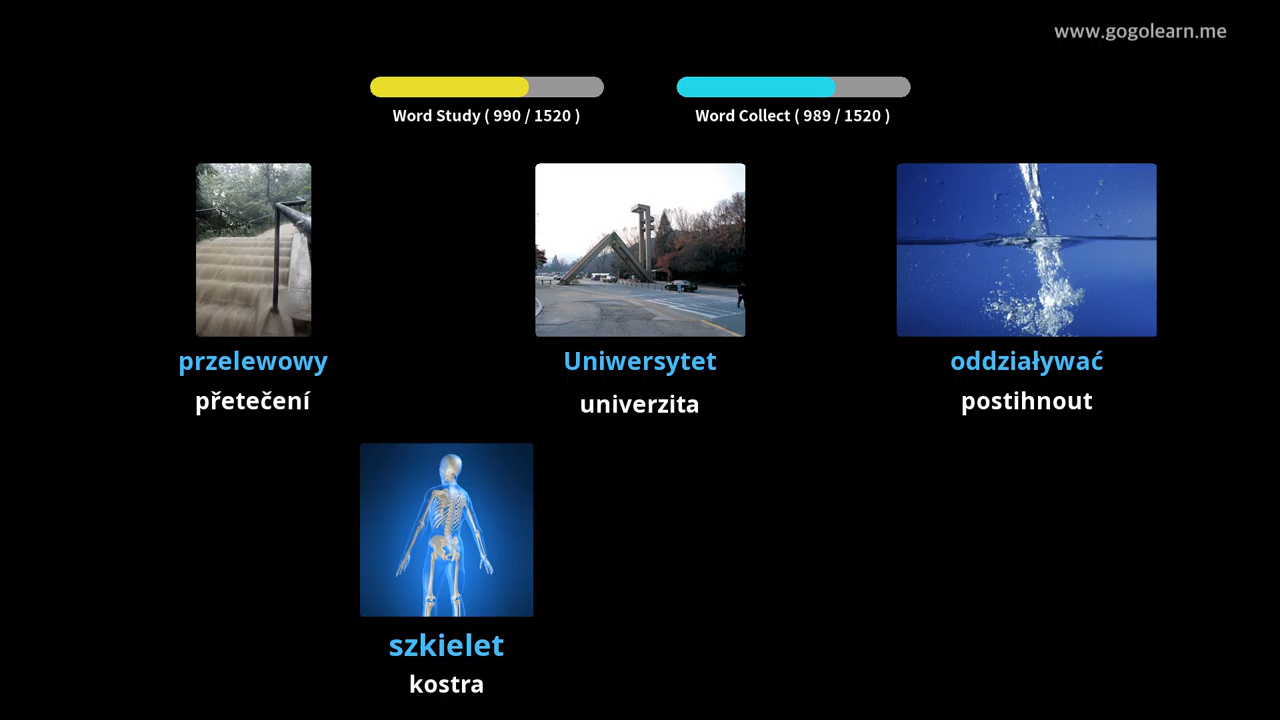 www.gogolearn.me
Word Study ( 990 / 1520 )
Word Collect ( 989 / 1520 )
przelewowy
přetečení
Uniwersytet
univerzita
oddziaływać
postihnout
szkielet
kostra